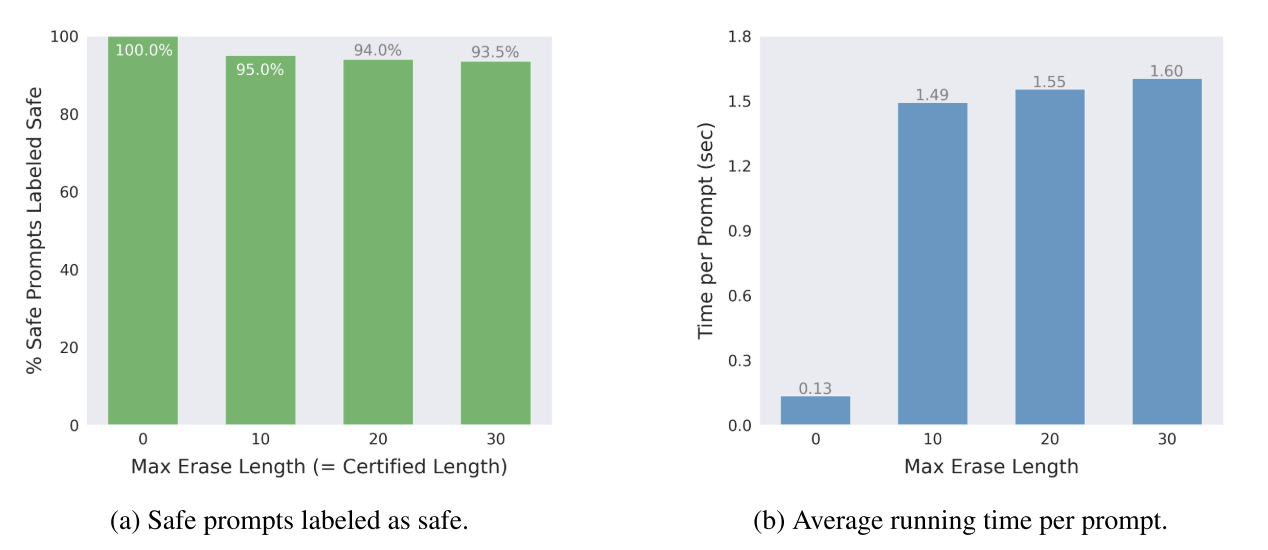 100
80
60
40
20
0
% Safe Prompts Labeled Safe
100.0%
95.0%
94.0%
93.5%
0 10 20 30
Max Erase Length (= Certified Length)
(a) Safe prompts labeled as safe.
1.8
1.5
1.2
0.9
0.6
0.3
0.0
Time per Prompt (sec)
0.13
1.49
1.55
1.60
0 10 20 30
Max Erase Length
(b) Average running time per prompt.